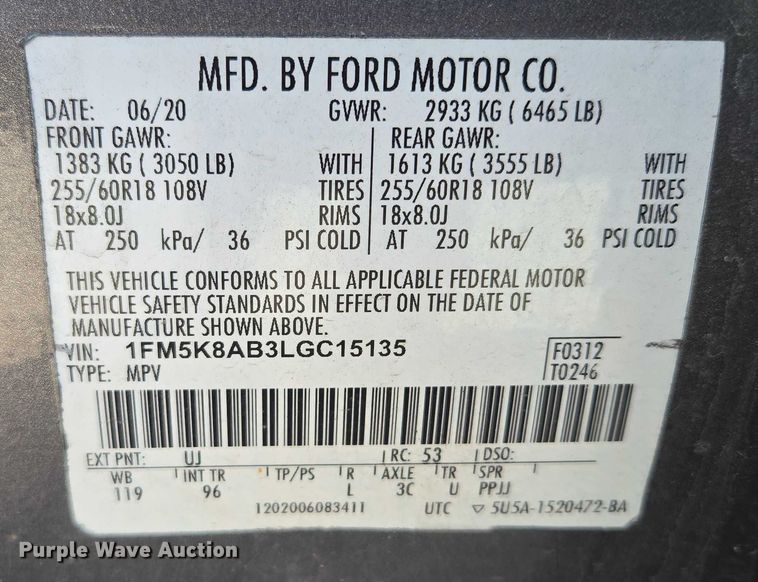 MFD. BY FORD MOTOR CO.
DATE: 06/20 GVWR: 2933 KG ( 6465 LB)
FRONT GAWR: REAR GAWR:
1383 KG ( 3050 LB) WITH 1613 KG ( 3555 LB) WITH
255/60R18 108V TIRES 255/60R18 108V TIRES
18x8.0J RIMS 18x8.0J RIMS
AT 250 kPa/ 36 PSI COLD AT 250 kPa/ 36 PSI COLD
THIS VEHICLE CONFORMS TO ALL APPLICABLE FEDERAL MOTOR
VEHICLE SAFETY STANDARDS IN EFFECT ON THE DATE OF
MANUFACTURE SHOWN ABOVE.
VIN: 1FM5K8AB3LGC15135 F0312
TYPE: MPV T0246
EXT PNT: UJ RC: 53 DSO:
WB INT TR TP/PS R AXLE TR SPR
119 96 L 3C U PPJJ
1202006083411 UTC ▽ 5U5A-1520472-BA
Purple Wave Auction